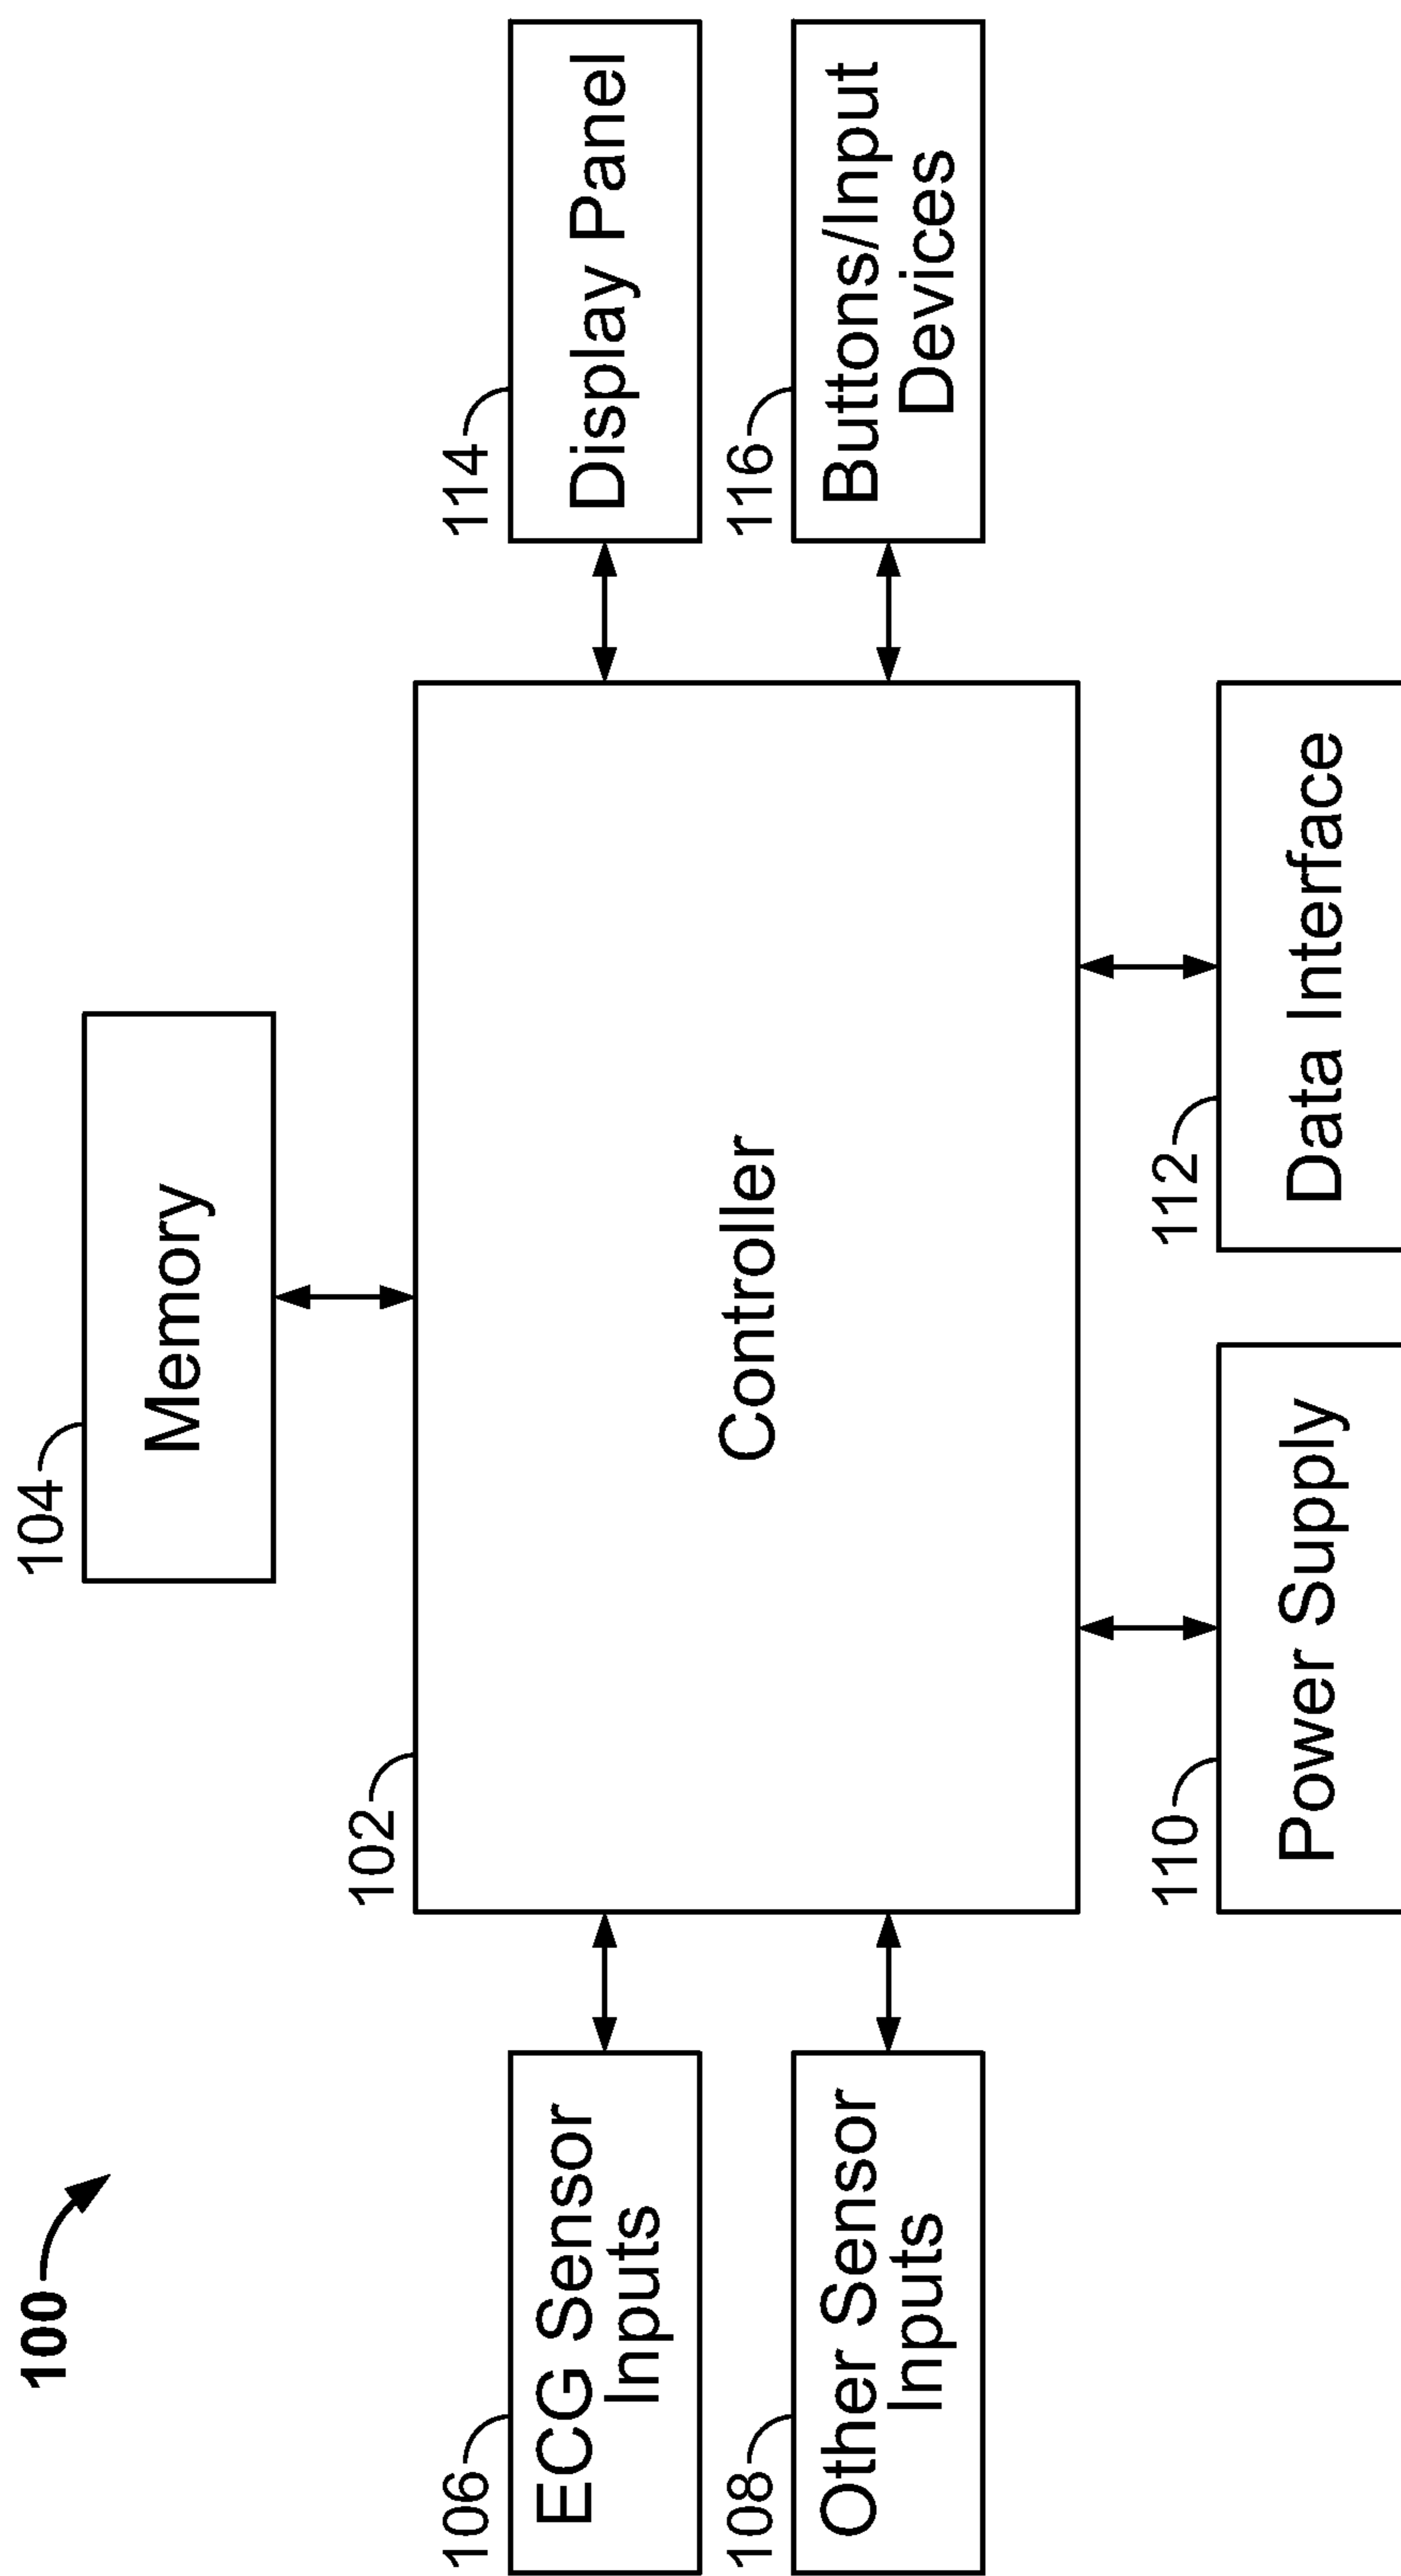 100
104
Memory
102
Controller
106
ECG Sensor
Inputs
108
Other Sensor
Inputs
114
Display Panel
116
Buttons/Input
Devices
110
Power Supply
112
Data Interface